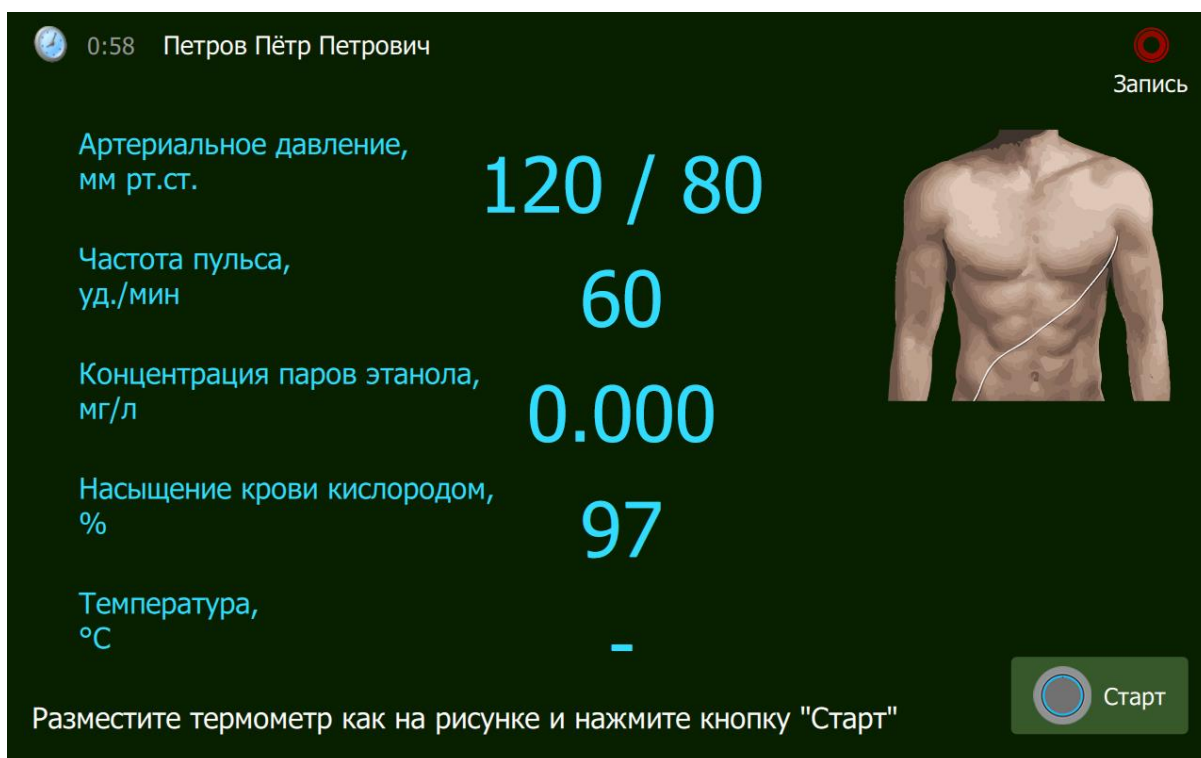 0:58 Петров Пётр Петрович
Запись
Артериальное давление,
мм рт.ст.
120 / 80
Частота пульса,
уд./мин
60
Концентрация паров этанола,
мг/л
0.000
Насыщение крови кислородом,
%
97
Температура,
°C
-
Разместите термометр как на рисунке и нажмите кнопку "Старт"
Старт